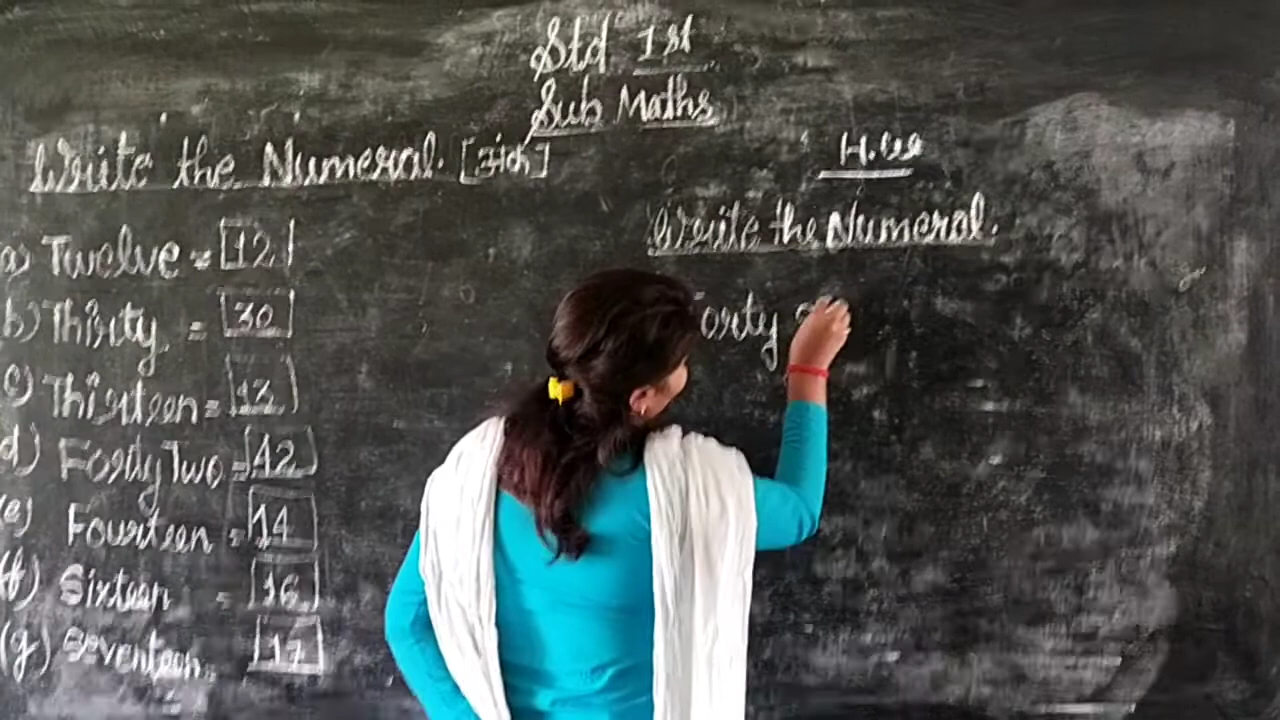 Std 1st
Sub Maths
Write the Numeral. [अंक]
a) Twelve = 12
b) Thirty = 30
c) Thirteen = 13
d) Forty Two = 42
(e) Fourteen = 14
(f) Sixteen = 16
(g) Seventeen = 17
H.W
Write the Numeral.
orty